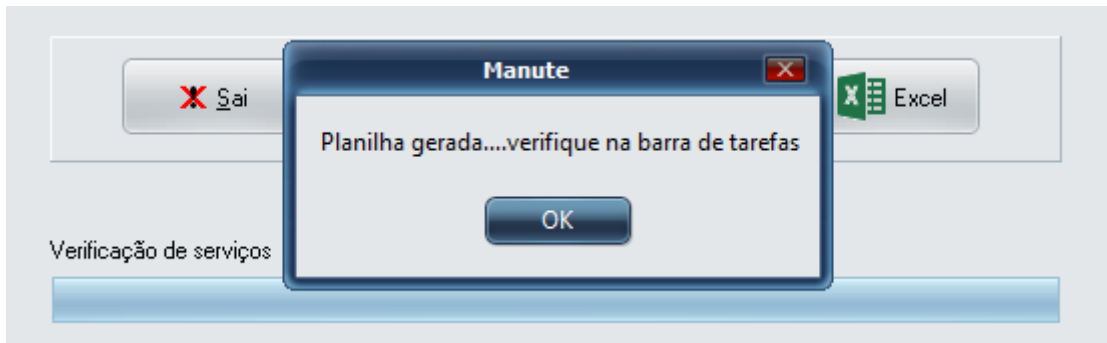 Manute
Sai
Excel
Planilha gerada....verifique na barra de tarefas
OK
Verificação de serviços